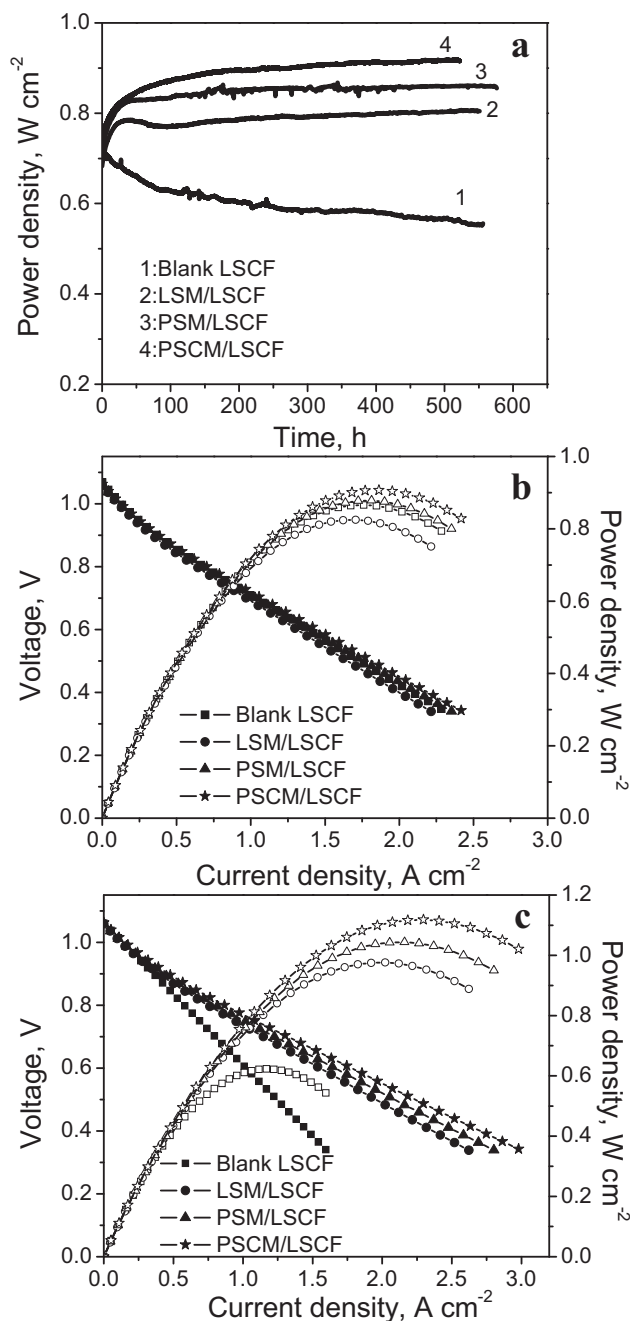 a
Power density, W cm-2
1.0
0.8
0.6
0.4
0.2
4
3
2
1
1:Blank LSCF
2:LSM/LSCF
3:PSM/LSCF
4:PSCM/LSCF
0 100 200 300 400 500 600
Time, h
b
Voltage, V
1.0
0.8
0.6
0.4
0.2
0.0
Blank LSCF
LSM/LSCF
PSM/LSCF
PSCM/LSCF
1.0
0.8
0.6
0.4
0.2
0.0
Power density, W cm-2
0.0 0.5 1.0 1.5 2.0 2.5 3.0
Current density, A cm-2
c
Voltage, V
1.0
0.8
0.6
0.4
0.2
0.0
Blank LSCF
LSM/LSCF
PSM/LSCF
PSCM/LSCF
1.2
1.0
0.8
0.6
0.4
0.2
0.0
Power density, W cm-2
0.0 0.5 1.0 1.5 2.0 2.5 3.0
Current density, A cm-2